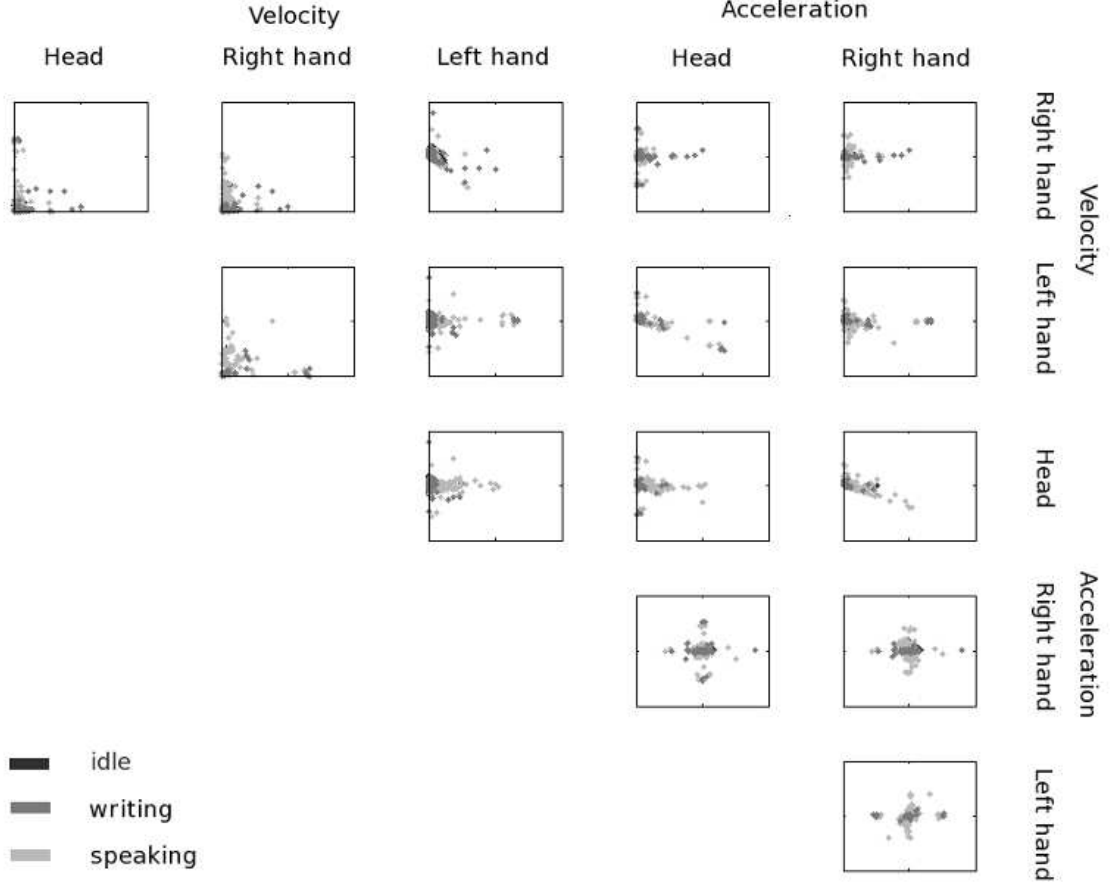 Velocity
Acceleration
Head
Right hand
Left hand
Head
Right hand
Right hand
Left hand
Head
Velocity
Right hand
Left hand
Acceleration
idle
writing
speaking